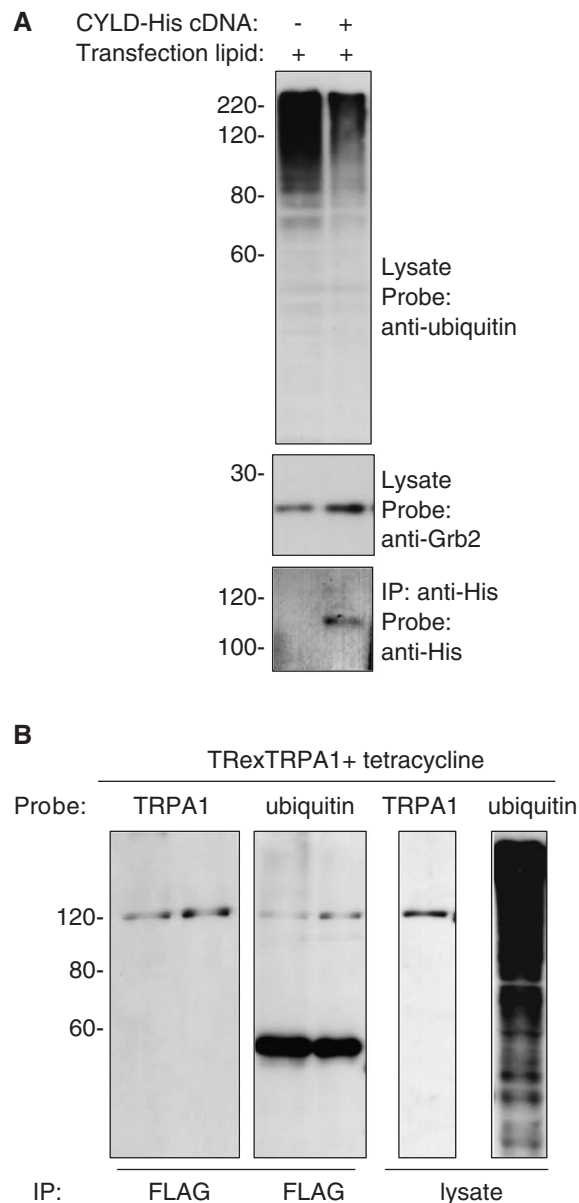 A
CYLD-His cDNA: - +
Transfection lipid: + +
220-
120-
80-
60-
Lysate
Probe:
anti-ubiquitin
30-
Lysate
Probe:
anti-Grb2
120-
100-
IP: anti-His
Probe:
anti-His
B
TRexTRPA1+ tetracycline
Probe: TRPA1 ubiquitin TRPA1 ubiquitin
120-
80-
60-
IP: FLAG FLAG lysate